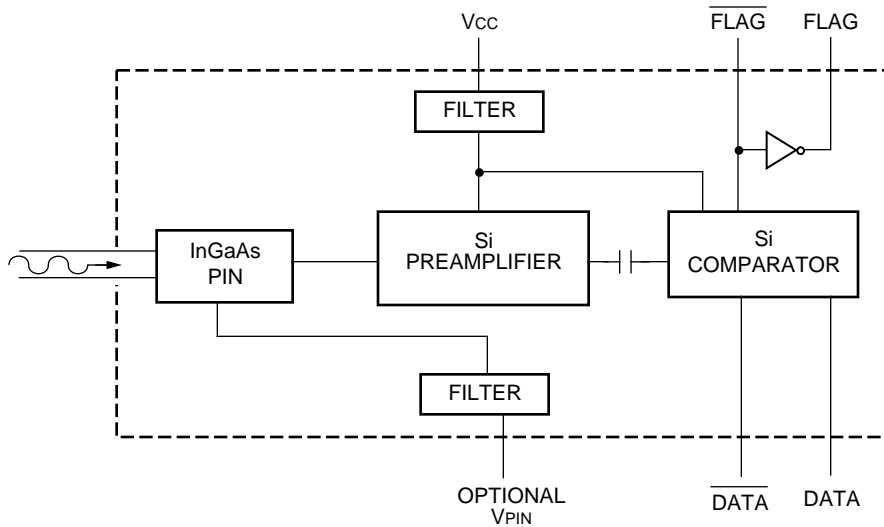 VCC
FLAG
FLAG
FILTER
InGaAs
PIN
Si
PREAMPLIFIER
Si
COMPARATOR
FILTER
OPTIONAL
VPIN
DATA
DATA